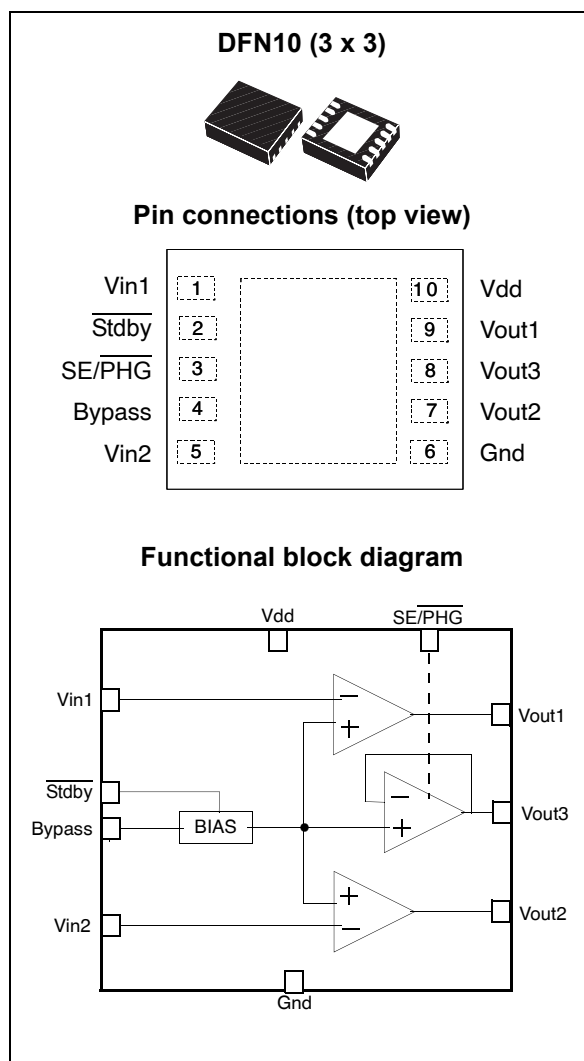 DFN10 (3 x 3)
Pin connections (top view)
Vin1 1 10 Vdd
Stdby 2 9 Vout1
SE/PHG 3 8 Vout3
Bypass 4 7 Vout2
Vin2 5 6 Gnd
Functional block diagram
Vdd SE/PHG
Vin1 − Vout1
+
Stdby −
Bypass BIAS + Vout3
+
Vin2 − Vout2
Gnd